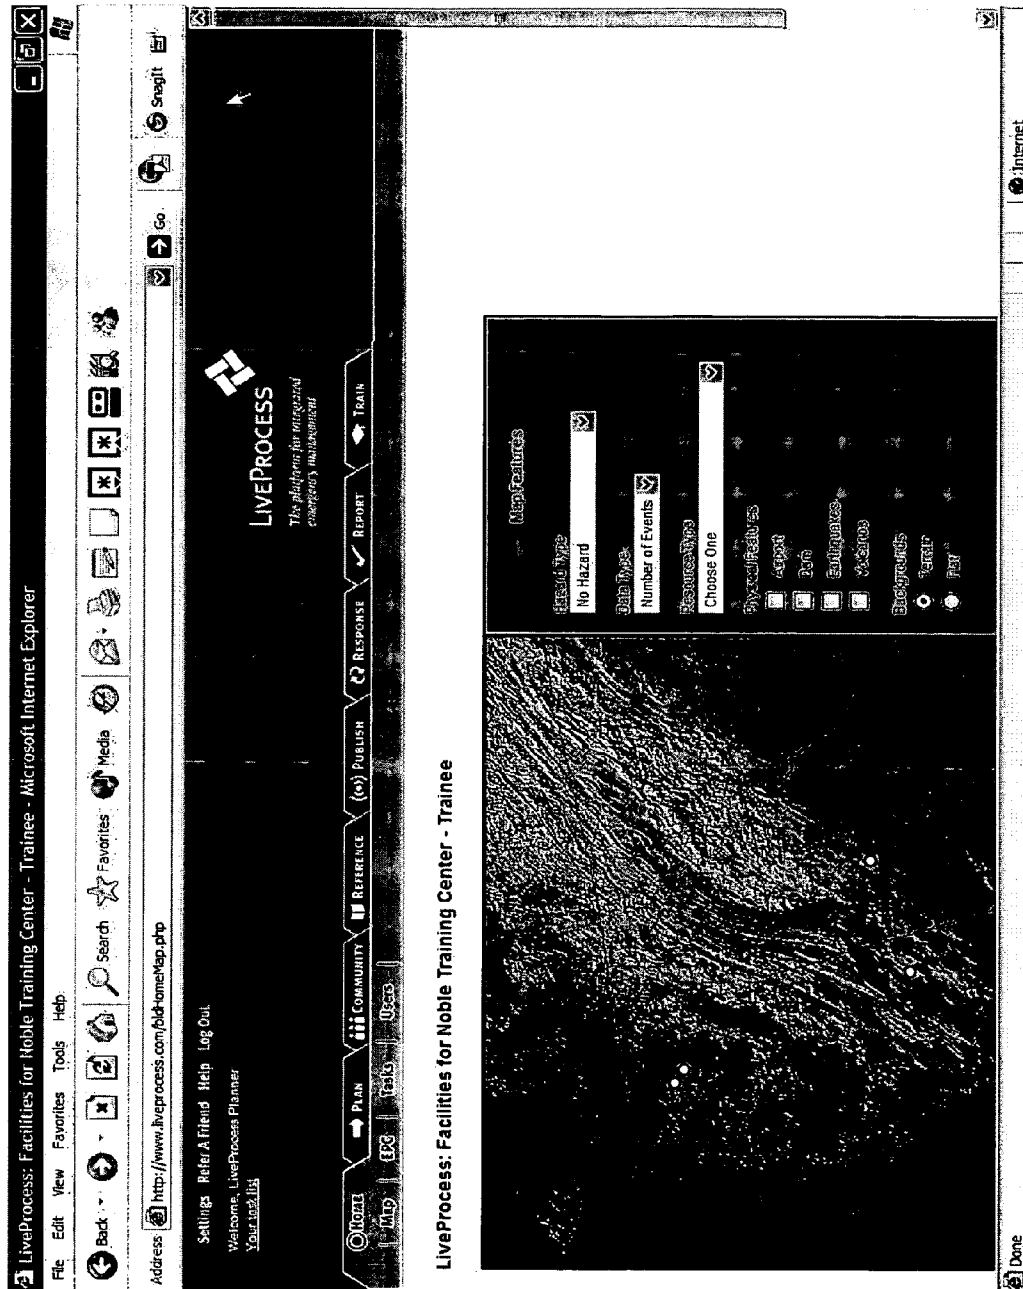 LiveProcess: Facilities for Noble Training Center - Trainee - Microsoft Internet Explorer
File Edit View Favorites Tools Help
Back Search Favorites Media
Address http://www.liveprocess.com/bldHomeMap.php Go SnagIt
Settings Refer A Friend Help Log Out
Welcome, LiveProcess Planner
Your task list
LIVEPROCESS
The platform for integrated
emergency management
HOME PLAN COMMUNITY REFERENCE PUBLISH RESPONSE REPORT TRAIN
Map EPG Tasks Users
LiveProcess: Facilities for Noble Training Center - Trainee
Map Features
Hazard Type
No Hazard
Data Type
Number of Events
Resource Type
Choose One
Physical Features
Airport
Dam
Earthquakes
Volcanos
Backgrounds
Terrain
Flat
Done Internet